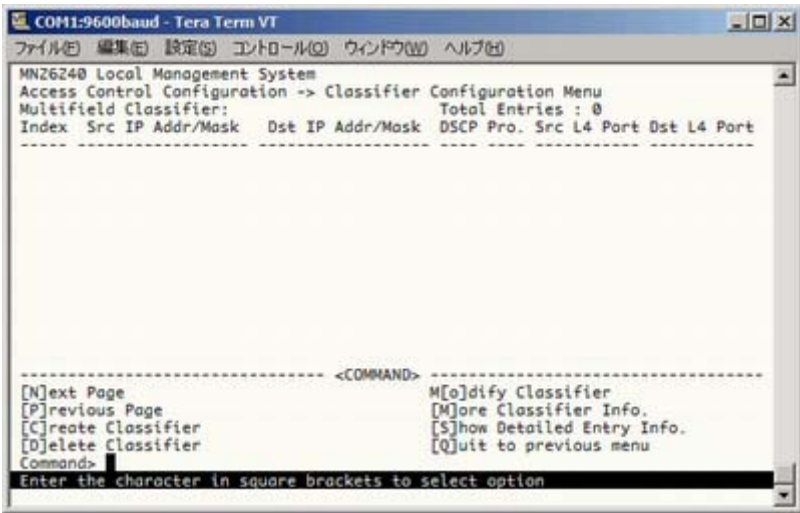 COM1:9600baud - Tera Term VT
ファイル(F) 編集(E) 設定(S) コントロール(O) ウィンドウ(W) ヘルプ(H)
MN26240 Local Management System
Access Control Configuration -> Classifier Configuration Menu
Multifield Classifier: Total Entries : 0
Index Src IP Addr/Mask Dst IP Addr/Mask DSCP Pro. Src L4 Port Dst L4 Port
----- ------------------ ------------------ ---- ---- ----------- -----------
-------------------------------- <COMMAND> -----------------------------------
[N]ext Page M[o]dify Classifier
[P]revious Page [M]ore Classifier Info.
[C]reate Classifier [S]how Detailed Entry Info.
[D]elete Classifier [Q]uit to previous menu
Command>
Enter the character in square brackets to select option